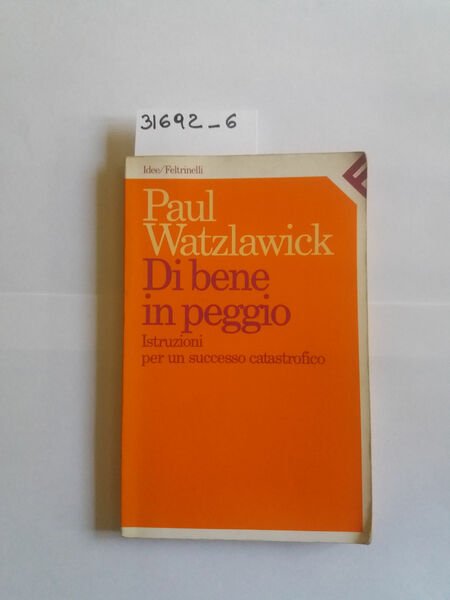 31692_6
Idee/Feltrinelli
F
Paul
Watzlawick
Di bene
in peggio
Istruzioni
per un successo catastrofico